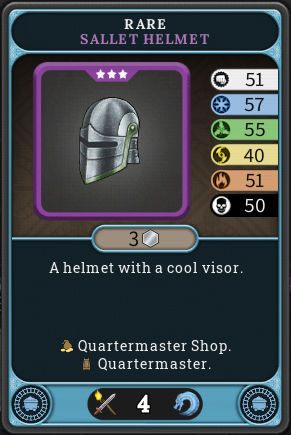 RARE
SALLET HELMET
51
57
55
40
51
50
3
A helmet with a cool visor.
Quartermaster Shop.
Quartermaster.
4